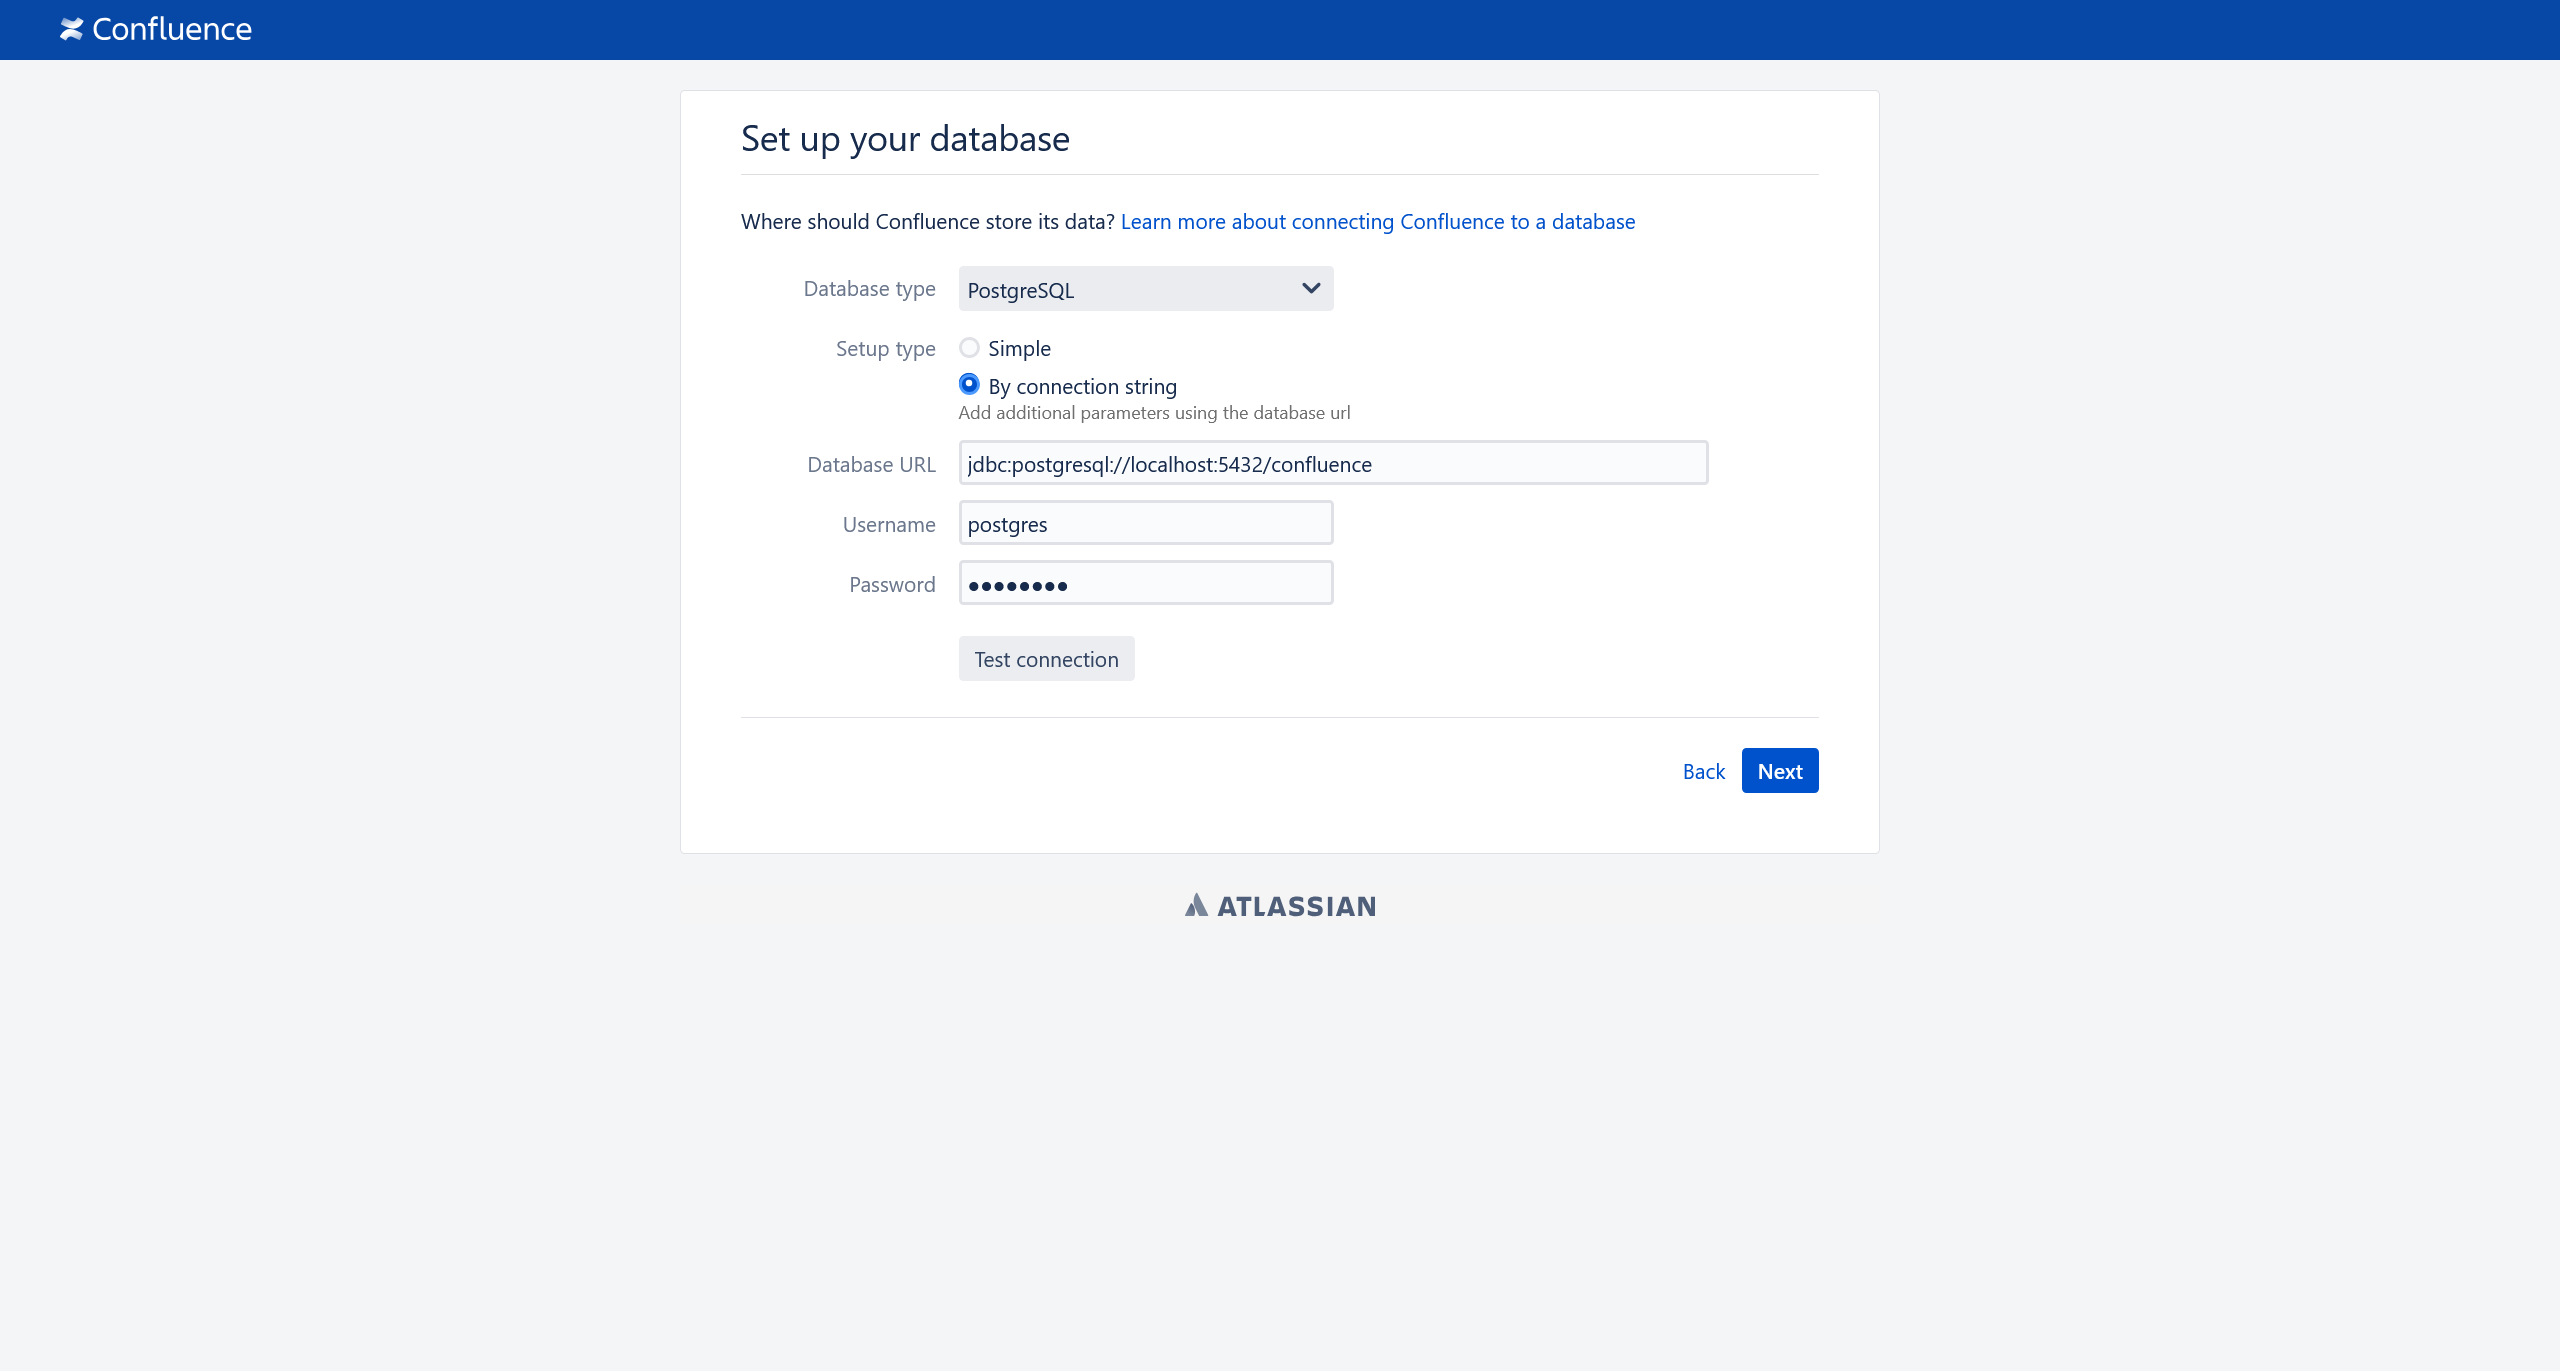 Confluence
Set up your database
Where should Confluence store its data? Learn more about connecting Confluence to a database
Database type PostgreSQL
Setup type Simple
By connection string
Add additional parameters using the database url
Database URL jdbc:postgresql://localhost:5432/confluence
Username postgres
Password ●●●●●●●●
Test connection
Back Next
ATLASSIAN